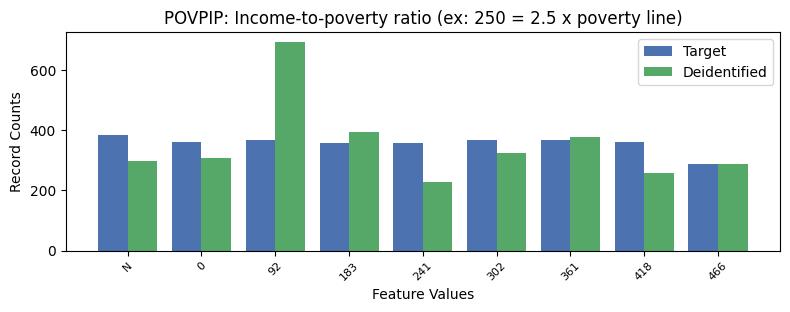 POVPIP: Income-to-poverty ratio (ex: 250 = 2.5 x poverty line)
Target
Deidentified
Record Counts
600
400
200
0
N 0 92 183 241 302 361 418 466
Feature Values